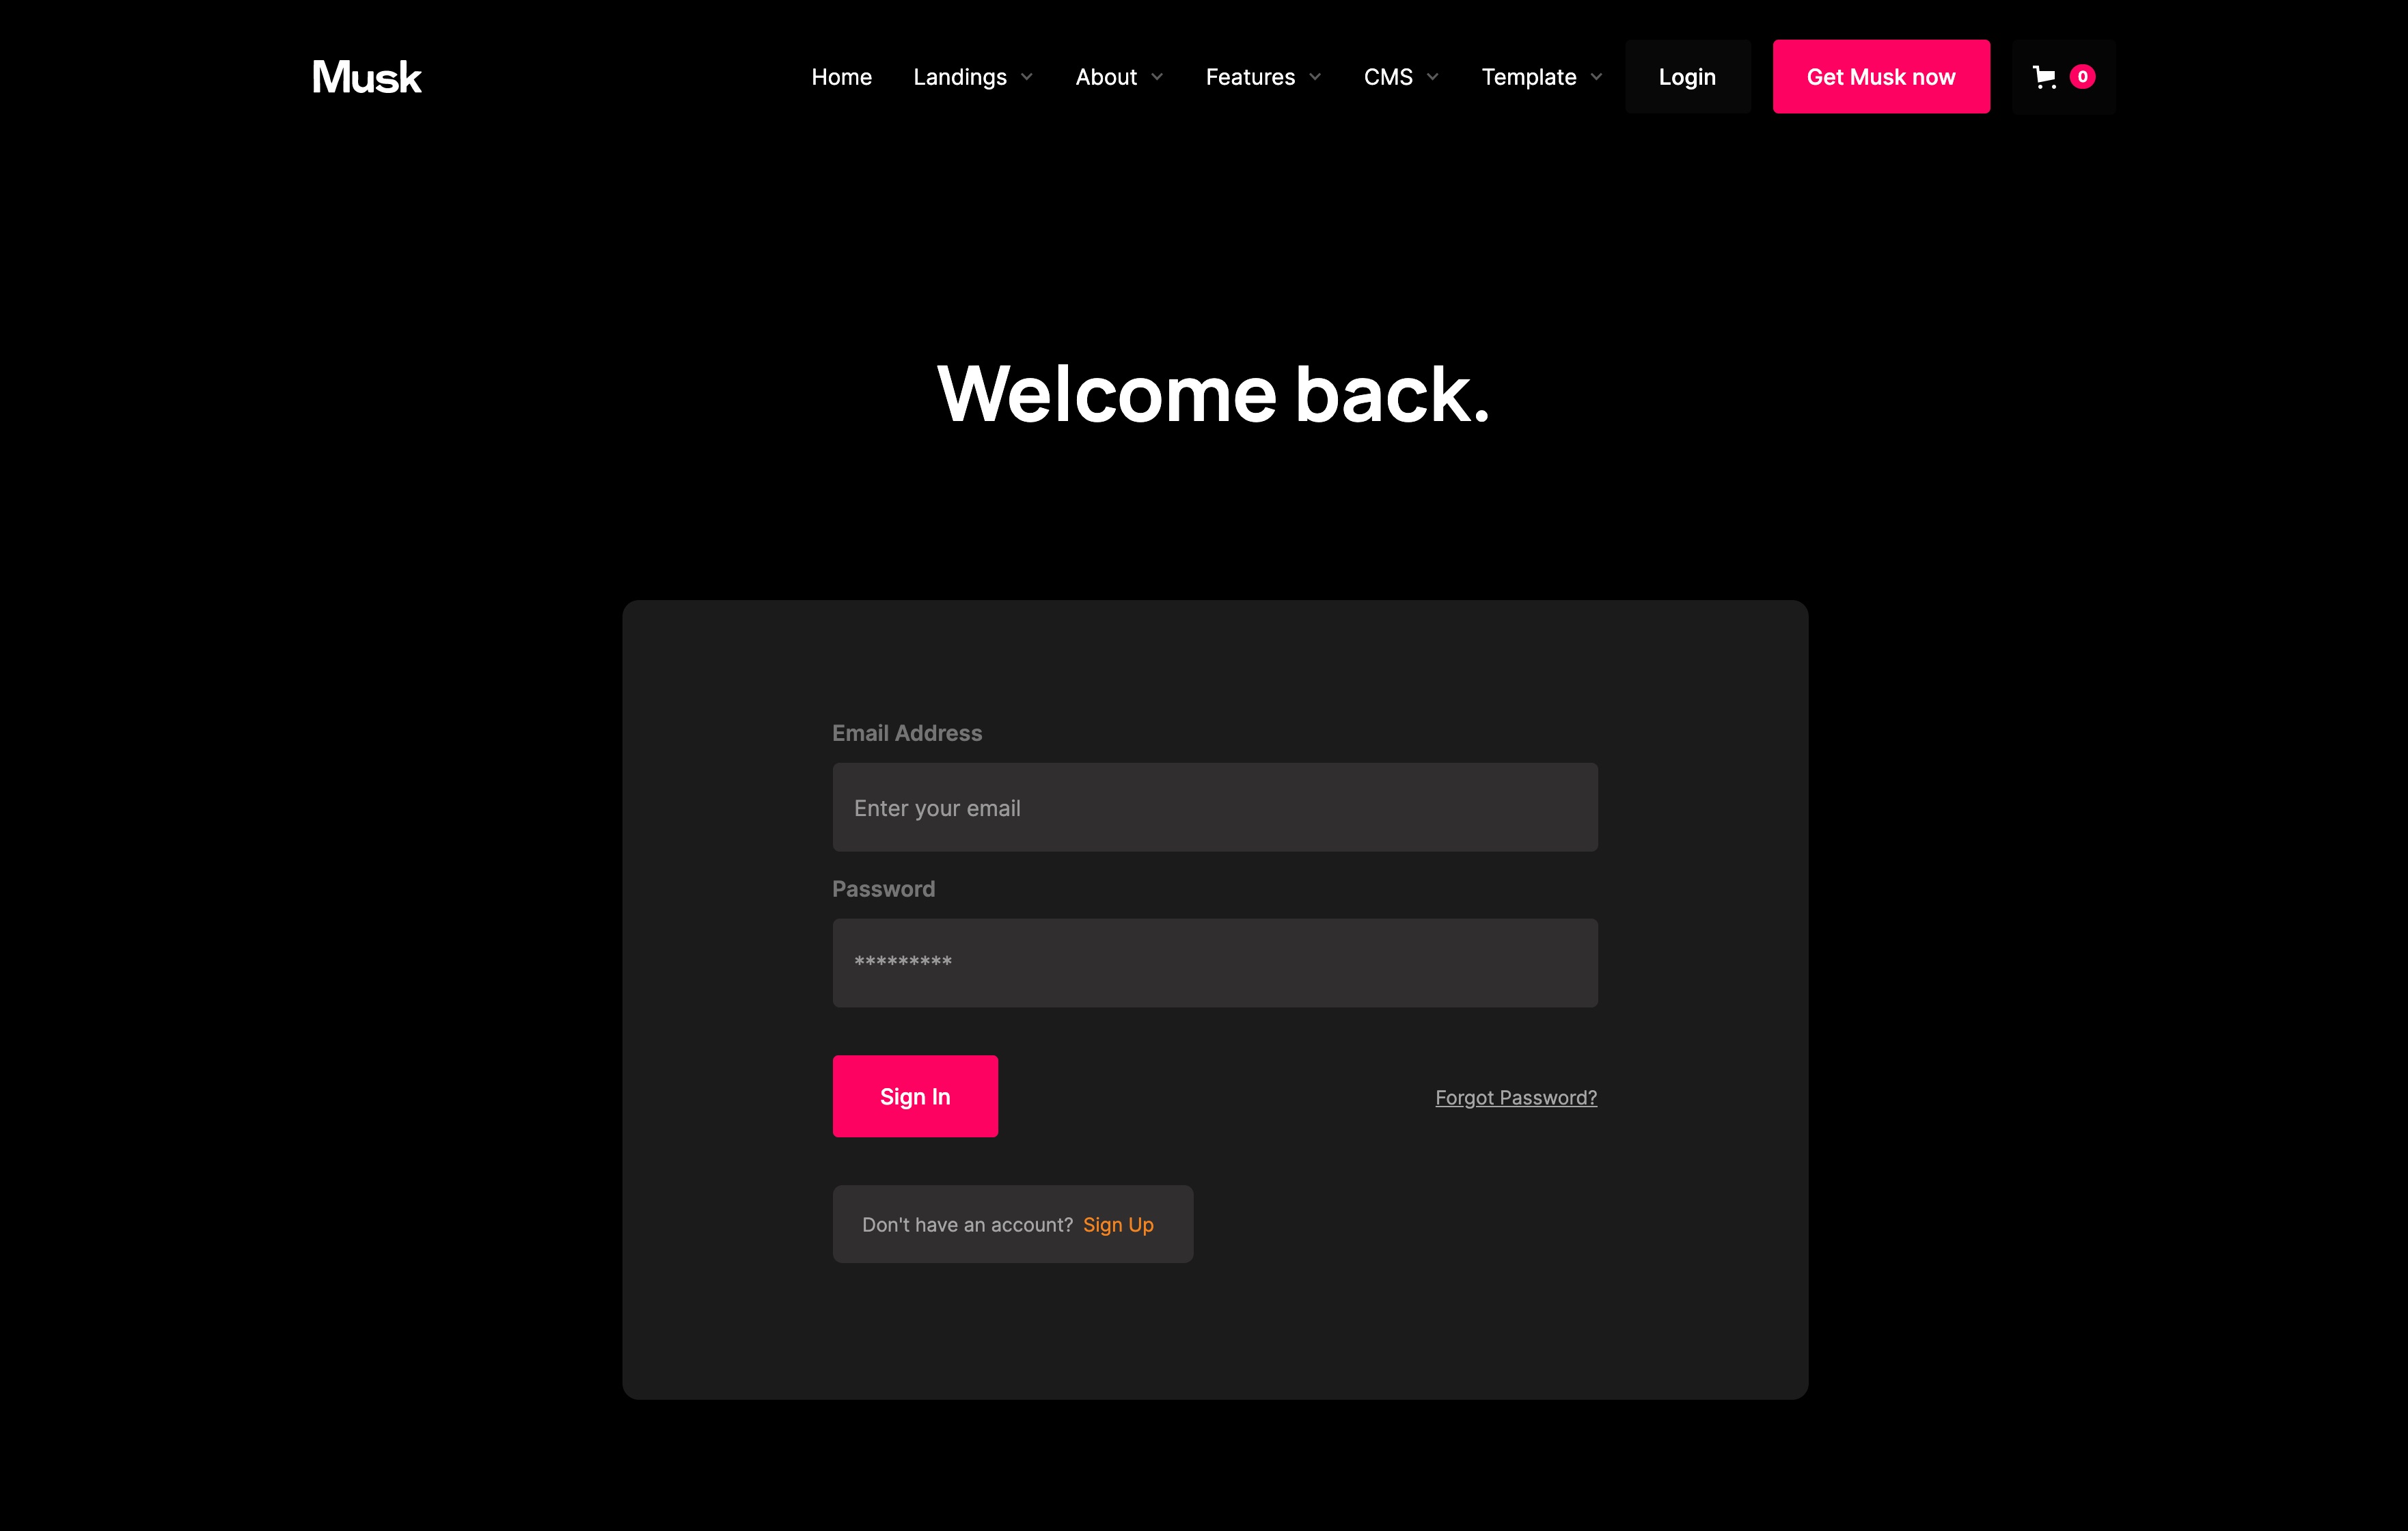 Musk
Home Landings About Features CMS Template Login Get Musk now 0
Welcome back.
Email Address
Enter your email
Password
*********
Sign In
Forgot Password?
Don't have an account? Sign Up